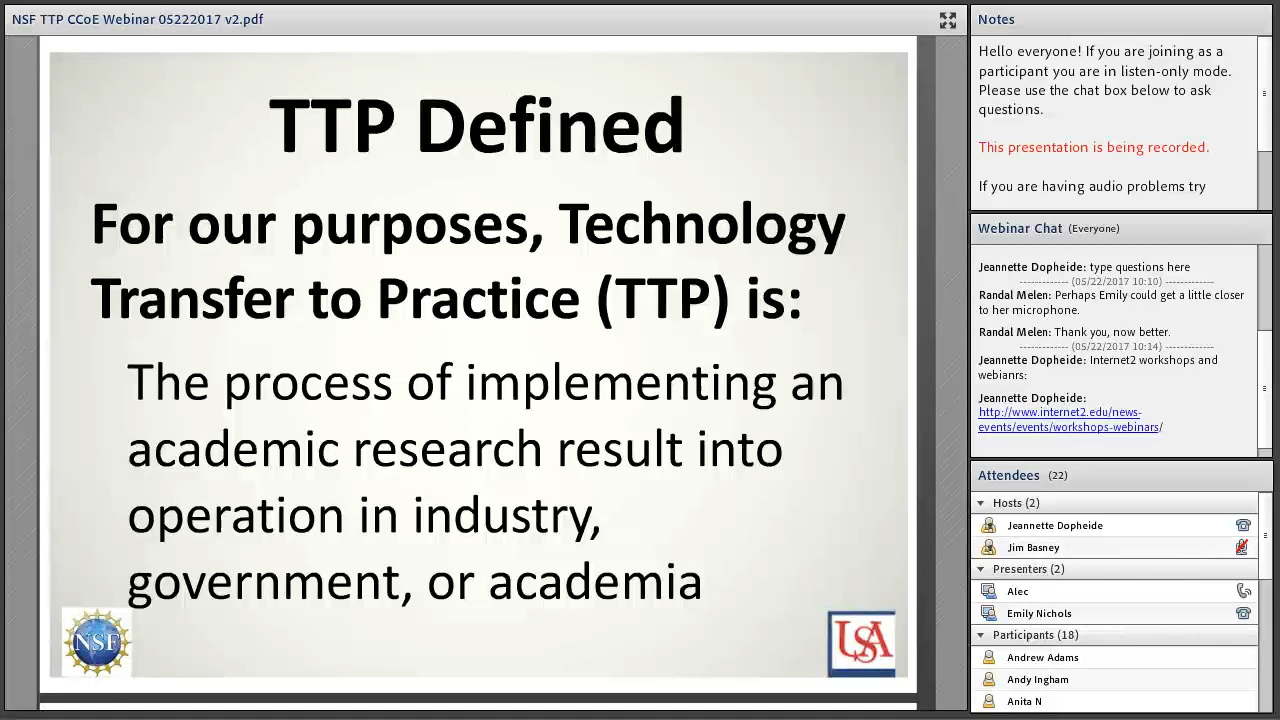 NSF TTP CCoE Webinar 05222017 v2.pdf
TTP Defined
For our purposes, Technology
Transfer to Practice (TTP) is:
The process of implementing an
academic research result into
operation in industry,
government, or academia
NSF
USA
Notes
Hello everyone! If you are joining as a
participant you are in listen-only mode.
Please use the chat box below to ask
questions.
This presentation is being recorded.
If you are having audio problems try
Webinar Chat (Everyone)
Jeannette Dopheide: type questions here
------------- (05/22/2017 10:10) -------------
Randal Melen: Perhaps Emily could get a little closer
to her microphone.
Randal Melen: Thank you, now better.
------------- (05/22/2017 10:14) -------------
Jeannette Dopheide: Internet2 workshops and
webianrs:
Jeannette Dopheide:
http://www.internet2.edu/news-
events/events/workshops-webinars/
Attendees (22)
Hosts (2)
Jeannette Dopheide
Jim Basney
Presenters (2)
Alec
Emily Nichols
Participants (18)
Andrew Adams
Andy Ingham
Anita N